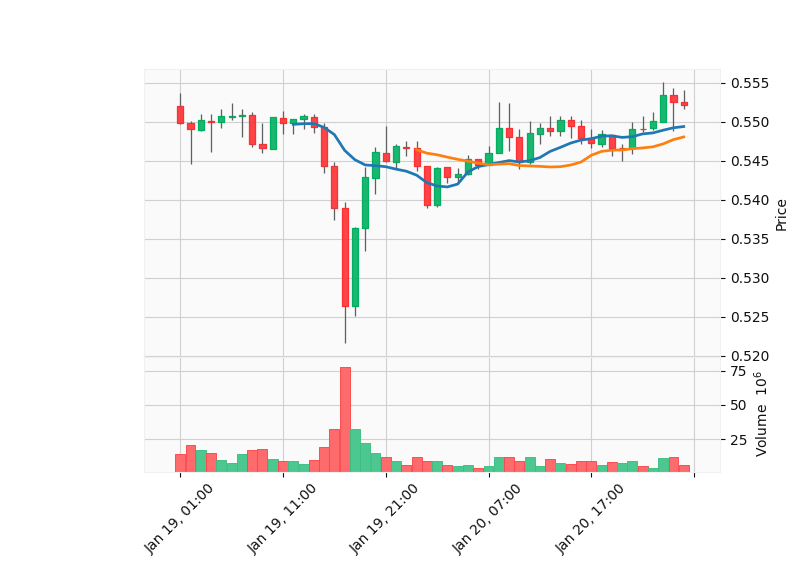 0.555
0.550
0.545
0.540
0.535
0.530
0.525
0.520
Price
75
50
25
Volume 10⁶
Jan 19, 01:00
Jan 19, 11:00
Jan 19, 21:00
Jan 20, 07:00
Jan 20, 17:00